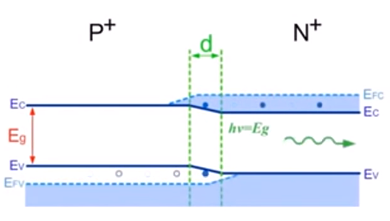 P+ N+
d
EFC
EC EC
hν=Eg
Eg
EV EV
EFV